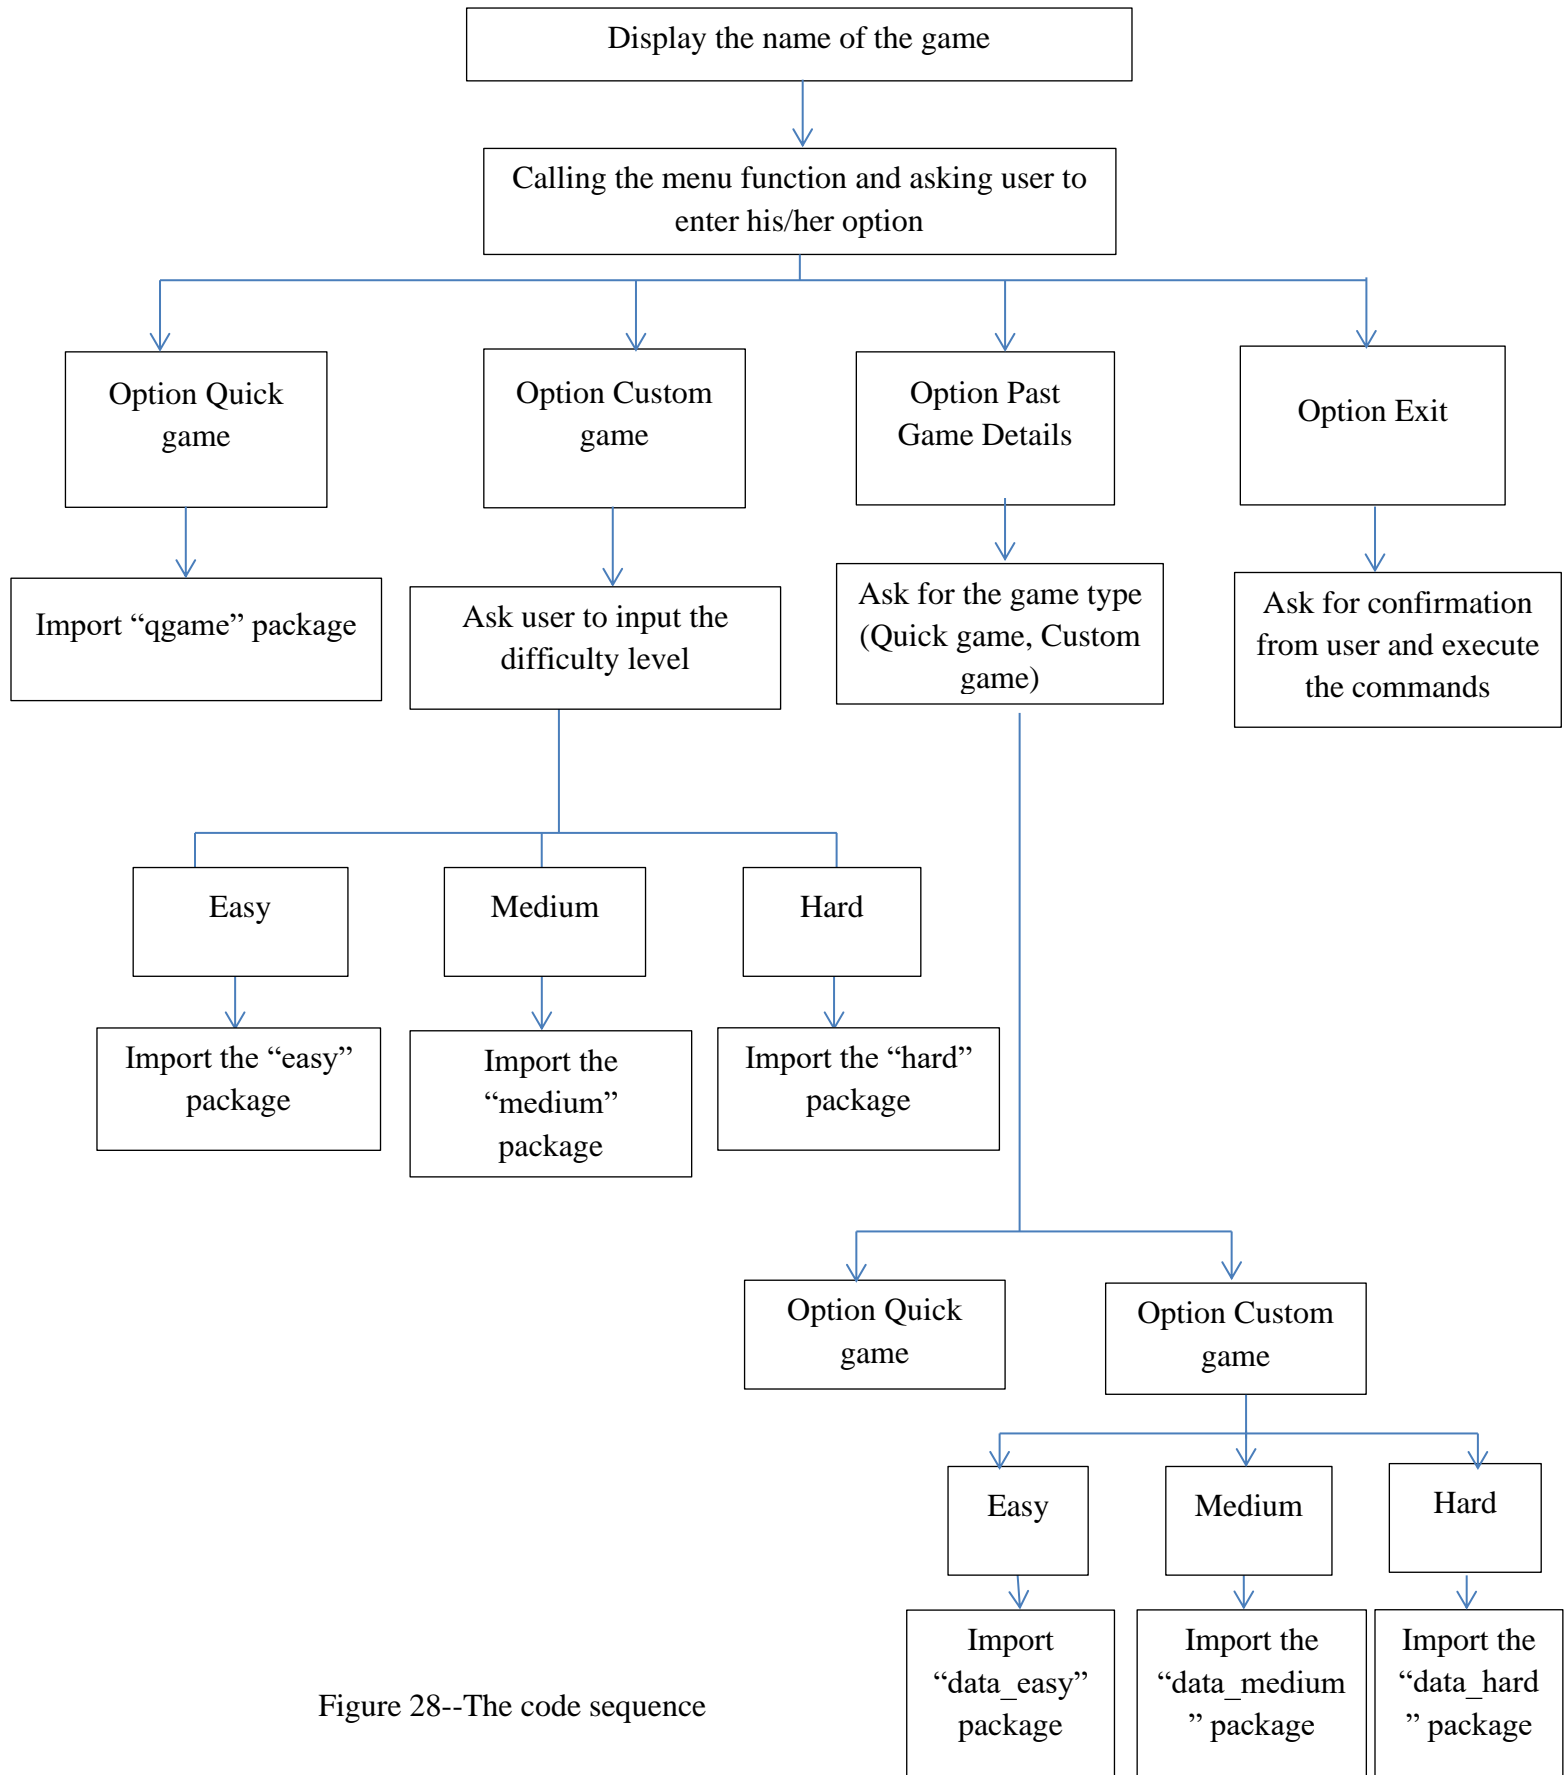 Display the name of the game
Calling the menu function and asking user to
enter his/her option
Option Quick
game
Option Custom
game
Option Past
Game Details
Option Exit
Import “qgame” package
Ask user to input the
difficulty level
Ask for the game type
(Quick game, Custom
game)
Ask for confirmation
from user and execute
the commands
Easy
Medium
Hard
Import the “easy”
package
Import the
“medium”
package
Import the “hard”
package
Option Quick
game
Option Custom
game
Easy
Medium
Hard
Import
“data_easy”
package
Import the
“data_medium
” package
Import the
“data_hard
” package
Figure 28--The code sequence